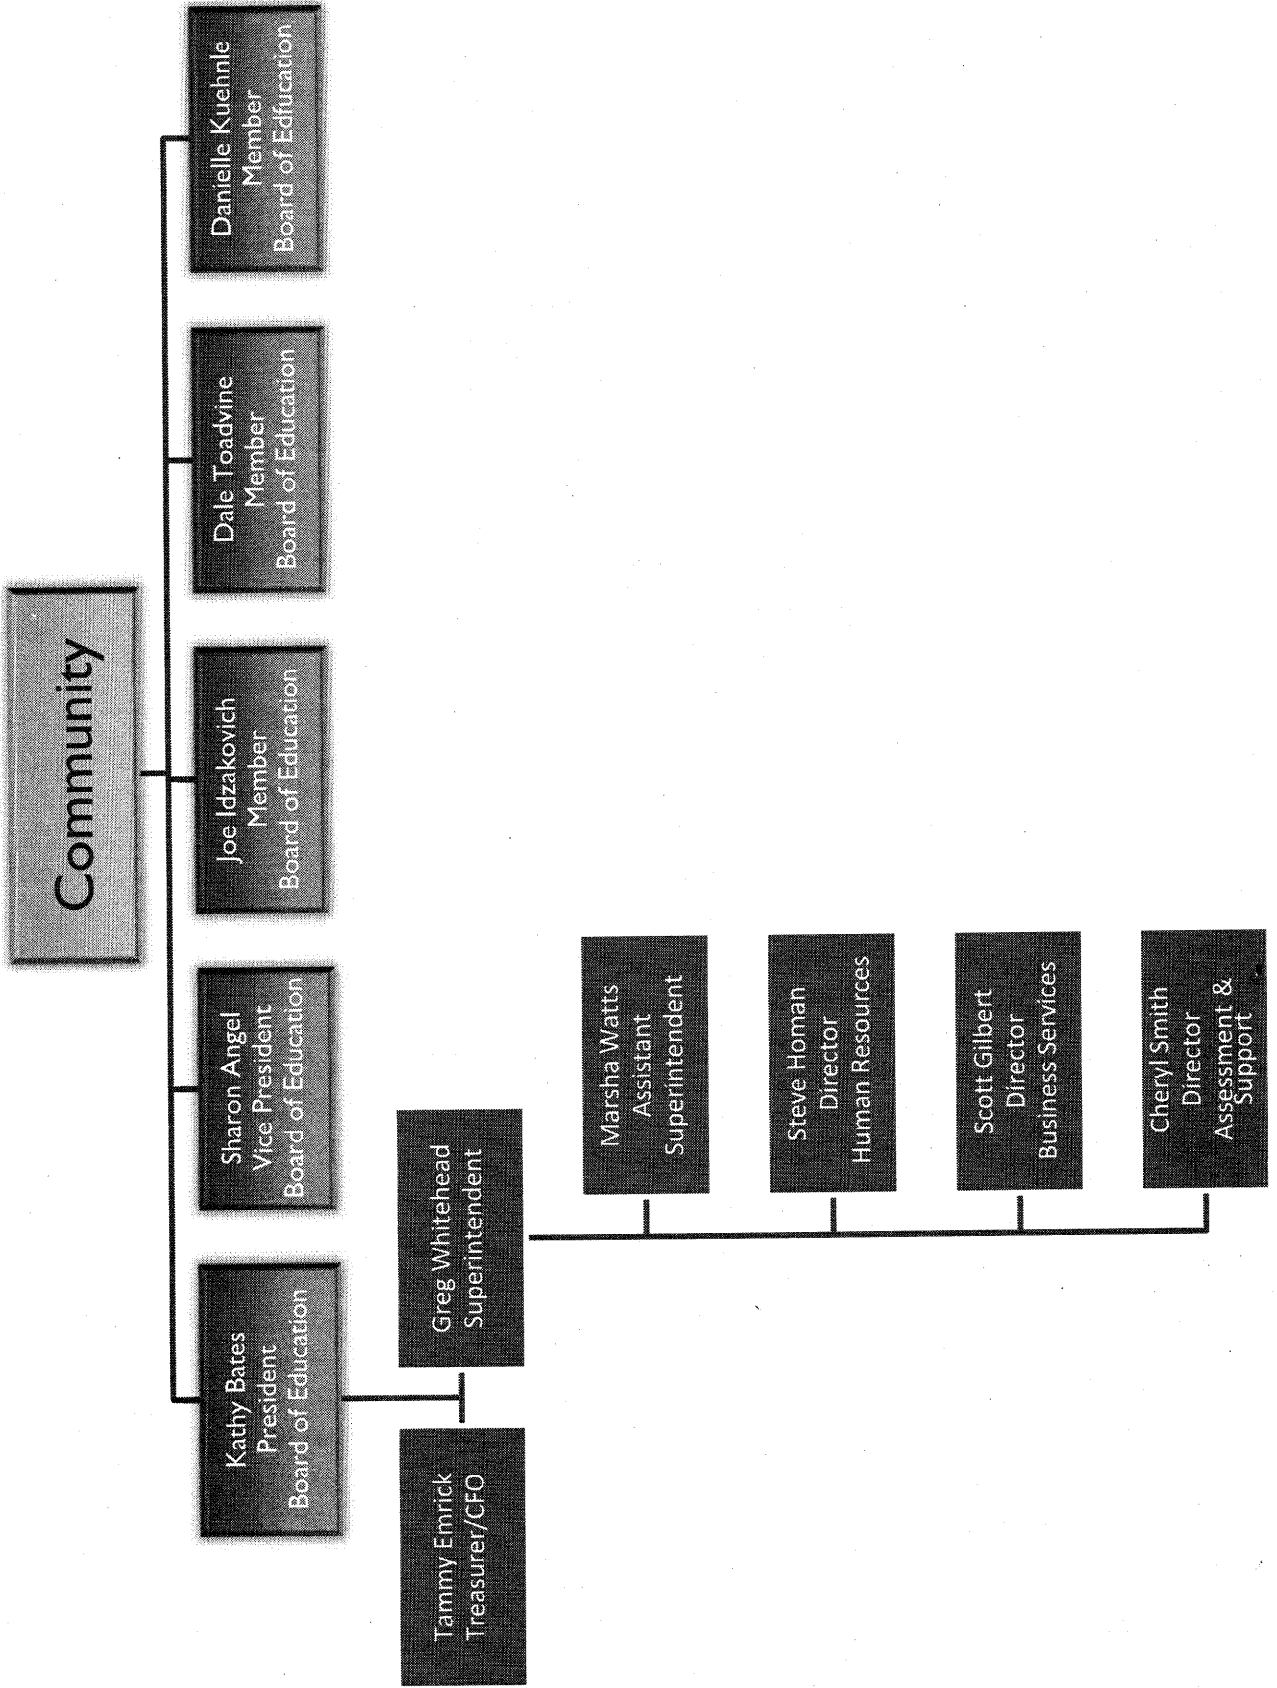 Community
Kathy Bates
President
Board of Education
Sharon Angel
Vice President
Board of Education
Joe Idzakovich
Member
Board of Education
Dale Toadvine
Member
Board of Education
Danielle Kuehnle
Member
Board of Edfucation
Tammy Emrick
Treasurer/CFO
Greg Whitehead
Superintendent
Marsha Watts
Assistant
Superintendent
Steve Homan
Director
Human Resources
Scott Gilbert
Director
Business Services
Cheryl Smith
Director
Assessment &
Support